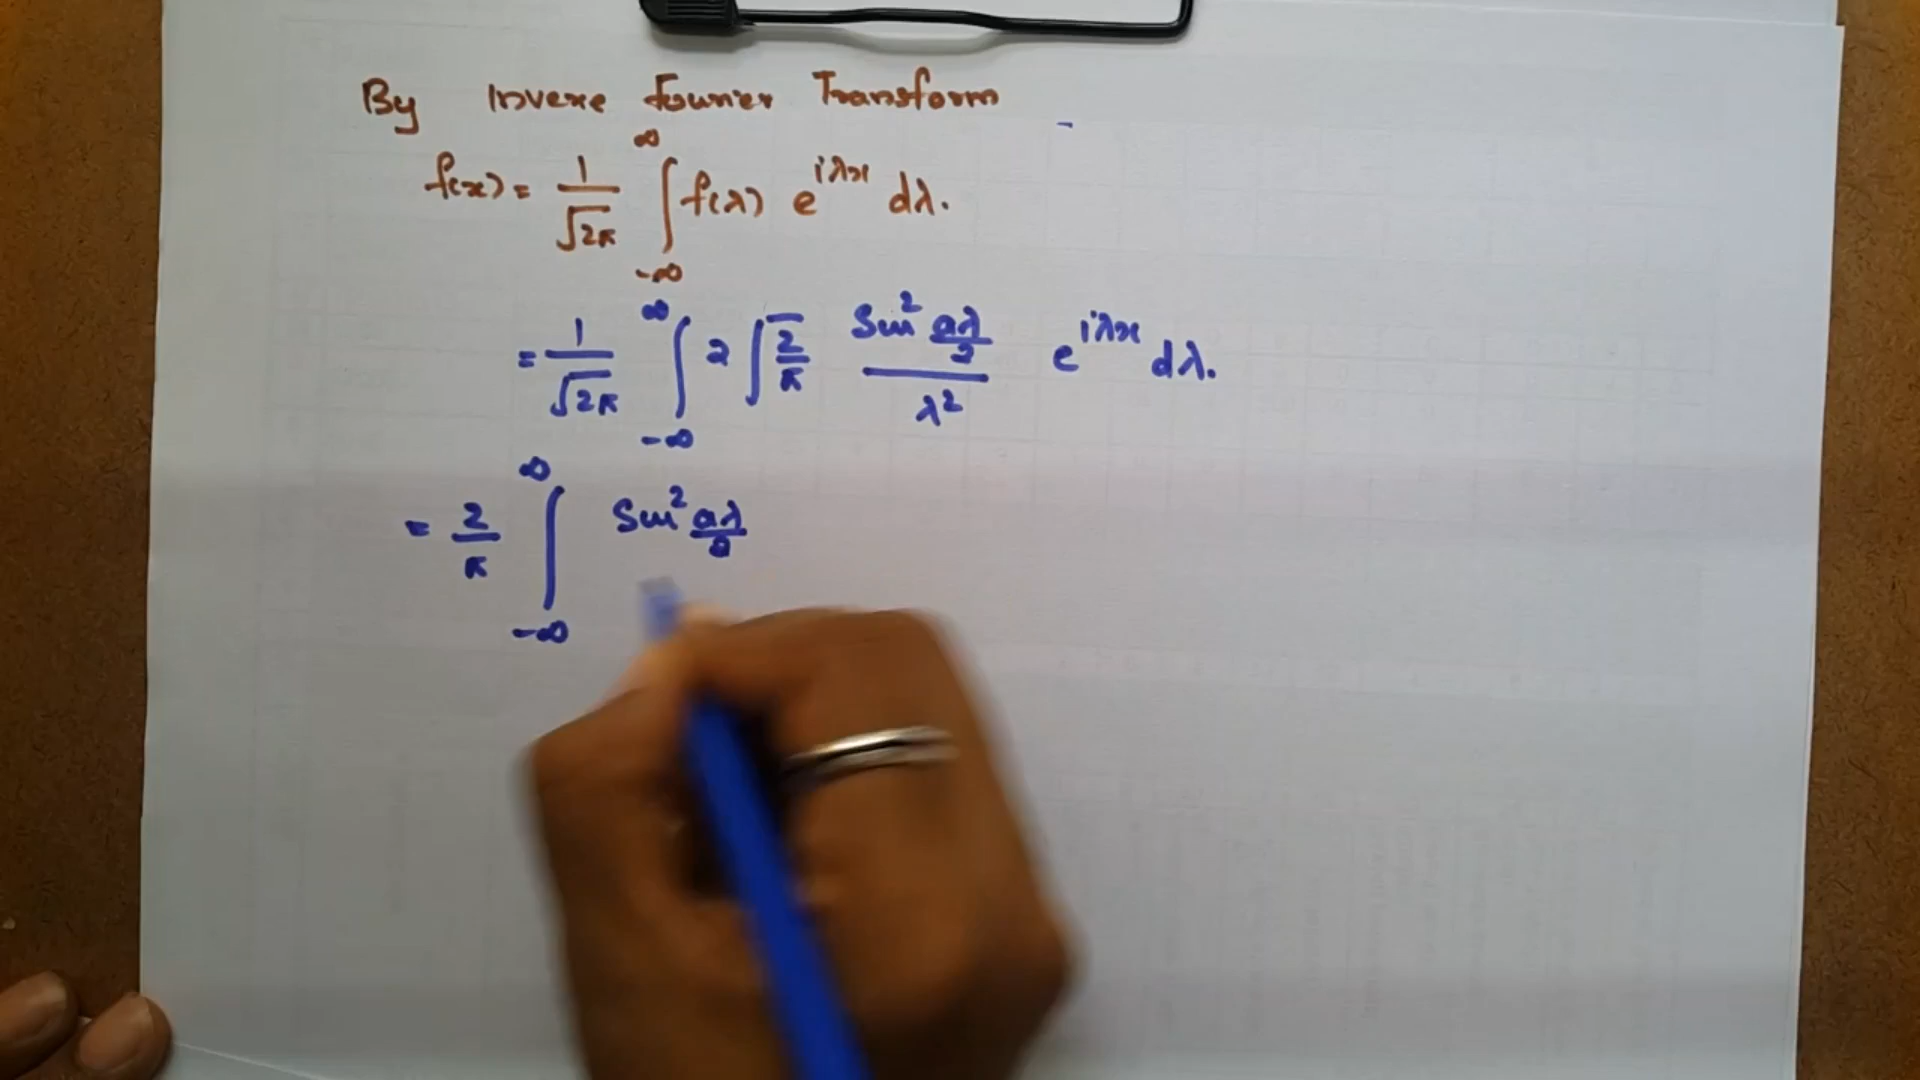 By Inverse Fourier Transform
f(x) = 1/√2π ∫_{-∞}^{∞} f(λ) e^{iλx} dλ.
= 1/√2π ∫_{-∞}^{∞} 2 √2/π Sin² aλ/2 / λ² e^{iλx} dλ.
= 2/π ∫_{-∞}^{∞} Sin² aλ/2